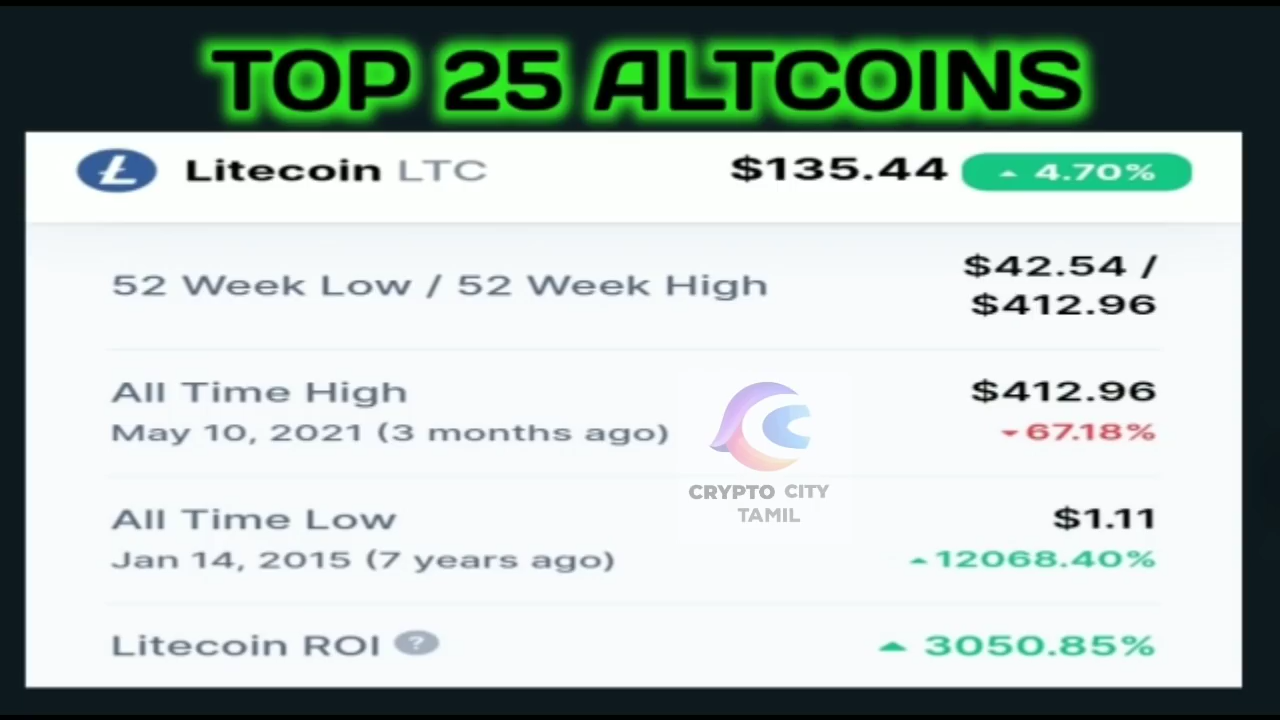 TOP 25 ALTCOINS
Litecoin LTC $135.44 4.70%
52 Week Low / 52 Week High $42.54 /
$412.96
All Time High $412.96
May 10, 2021 (3 months ago) 67.18%
CRYPTO CITY
TAMIL
All Time Low $1.11
Jan 14, 2015 (7 years ago) 12068.40%
Litecoin ROI ? 3050.85%